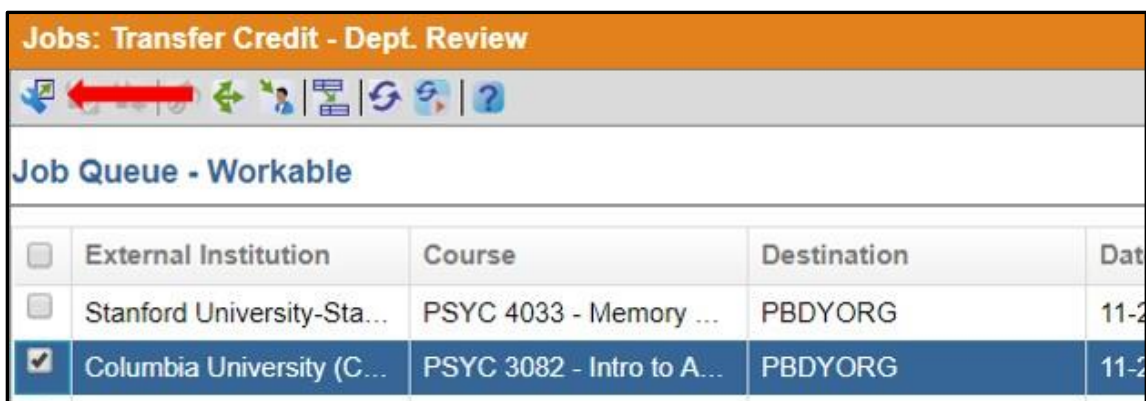 Jobs: Transfer Credit - Dept. Review
?
Job Queue - Workable
External Institution Course Destination Dat
Stanford University-Sta... PSYC 4033 - Memory ... PBDYORG 11-2
Columbia University (C... PSYC 3082 - Intro to A... PBDYORG 11-2